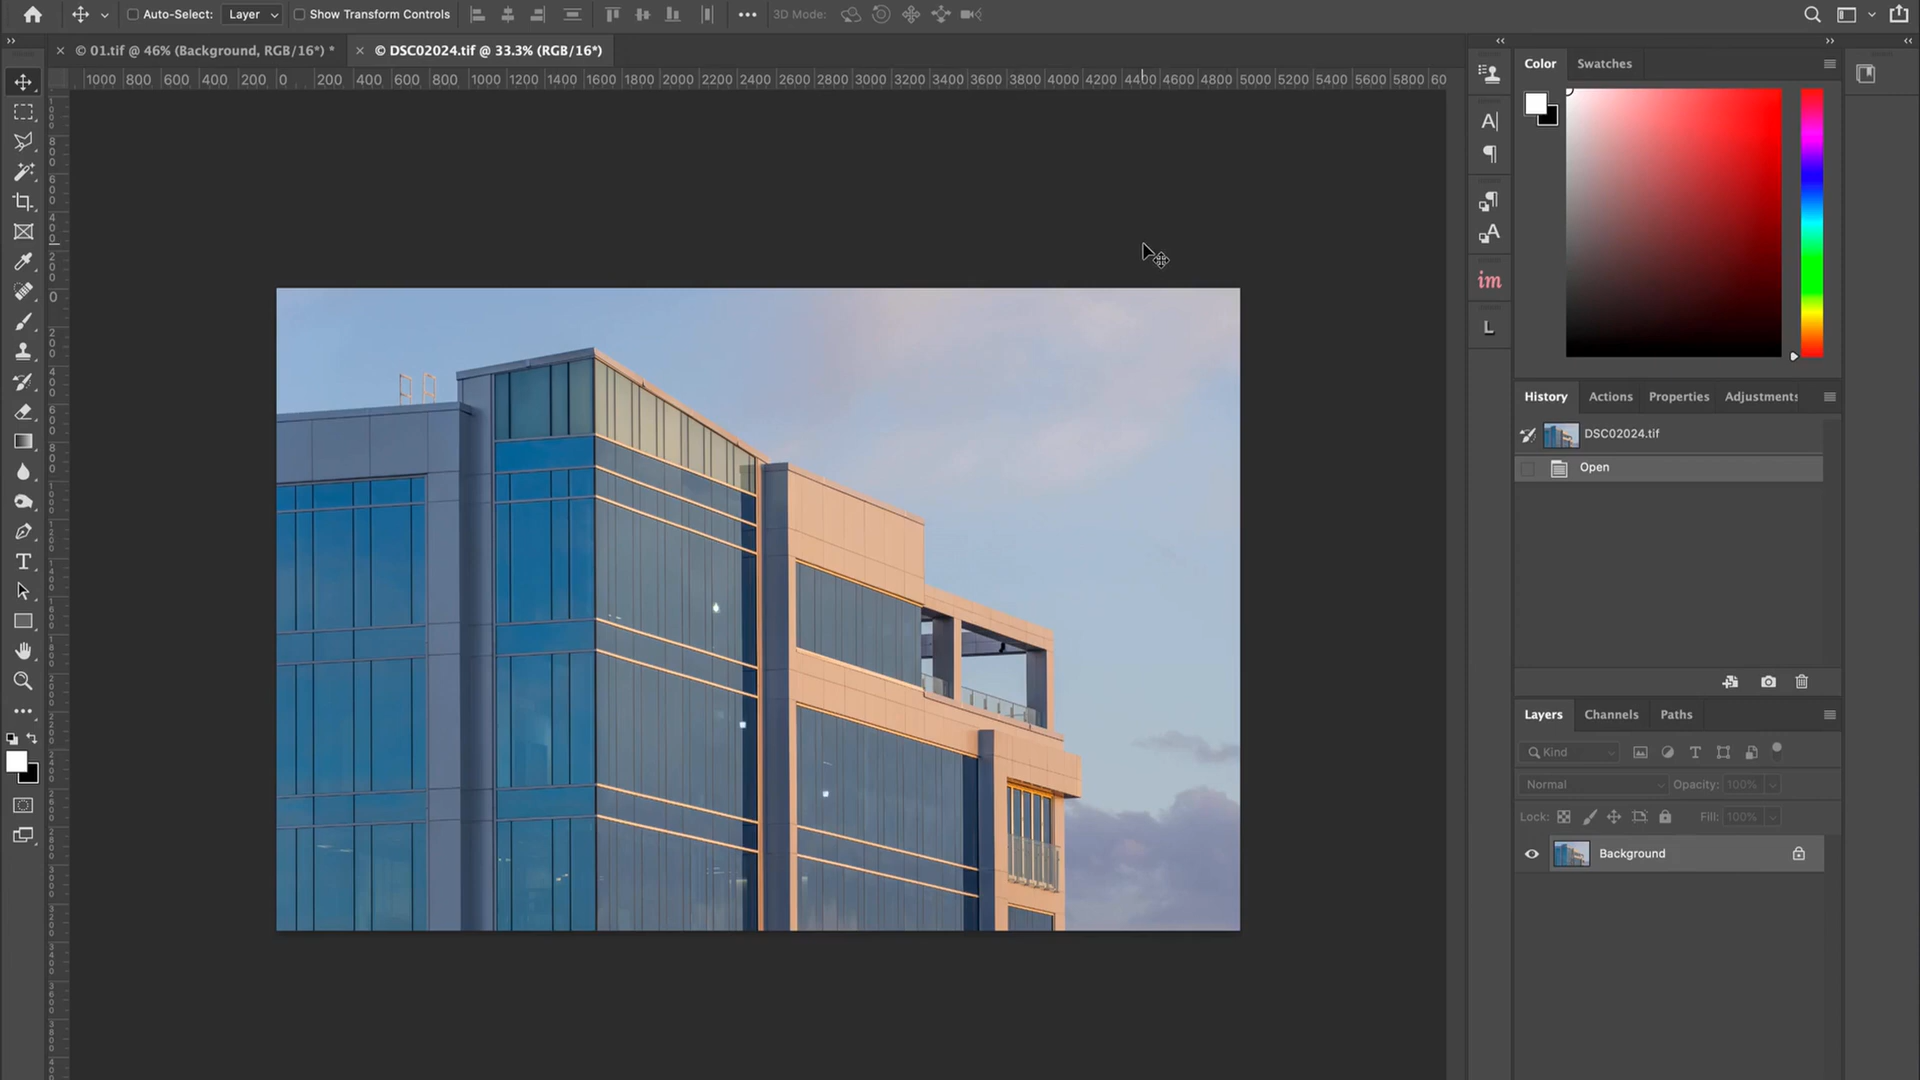 Auto-Select: Layer Show Transform Controls 3D Mode:
© 01.tif @ 46% (Background, RGB/16*) *
© DSC02024.tif @ 33.3% (RGB/16*)
1000 800 600 400 200 0 200 400 600 800 1000 1200 1400 1600 1800 2000 2200 2400 2600 2800 3000 3200 3400 3600 3800 4000 4200 4400 4600 4800 5000 5200 5400 5600 5800 60
Color Swatches
im
L
History Actions Properties Adjustments
DSC02024.tif
Open
Layers Channels Paths
Kind
Normal Opacity: 100%
Lock: Fill: 100%
Background